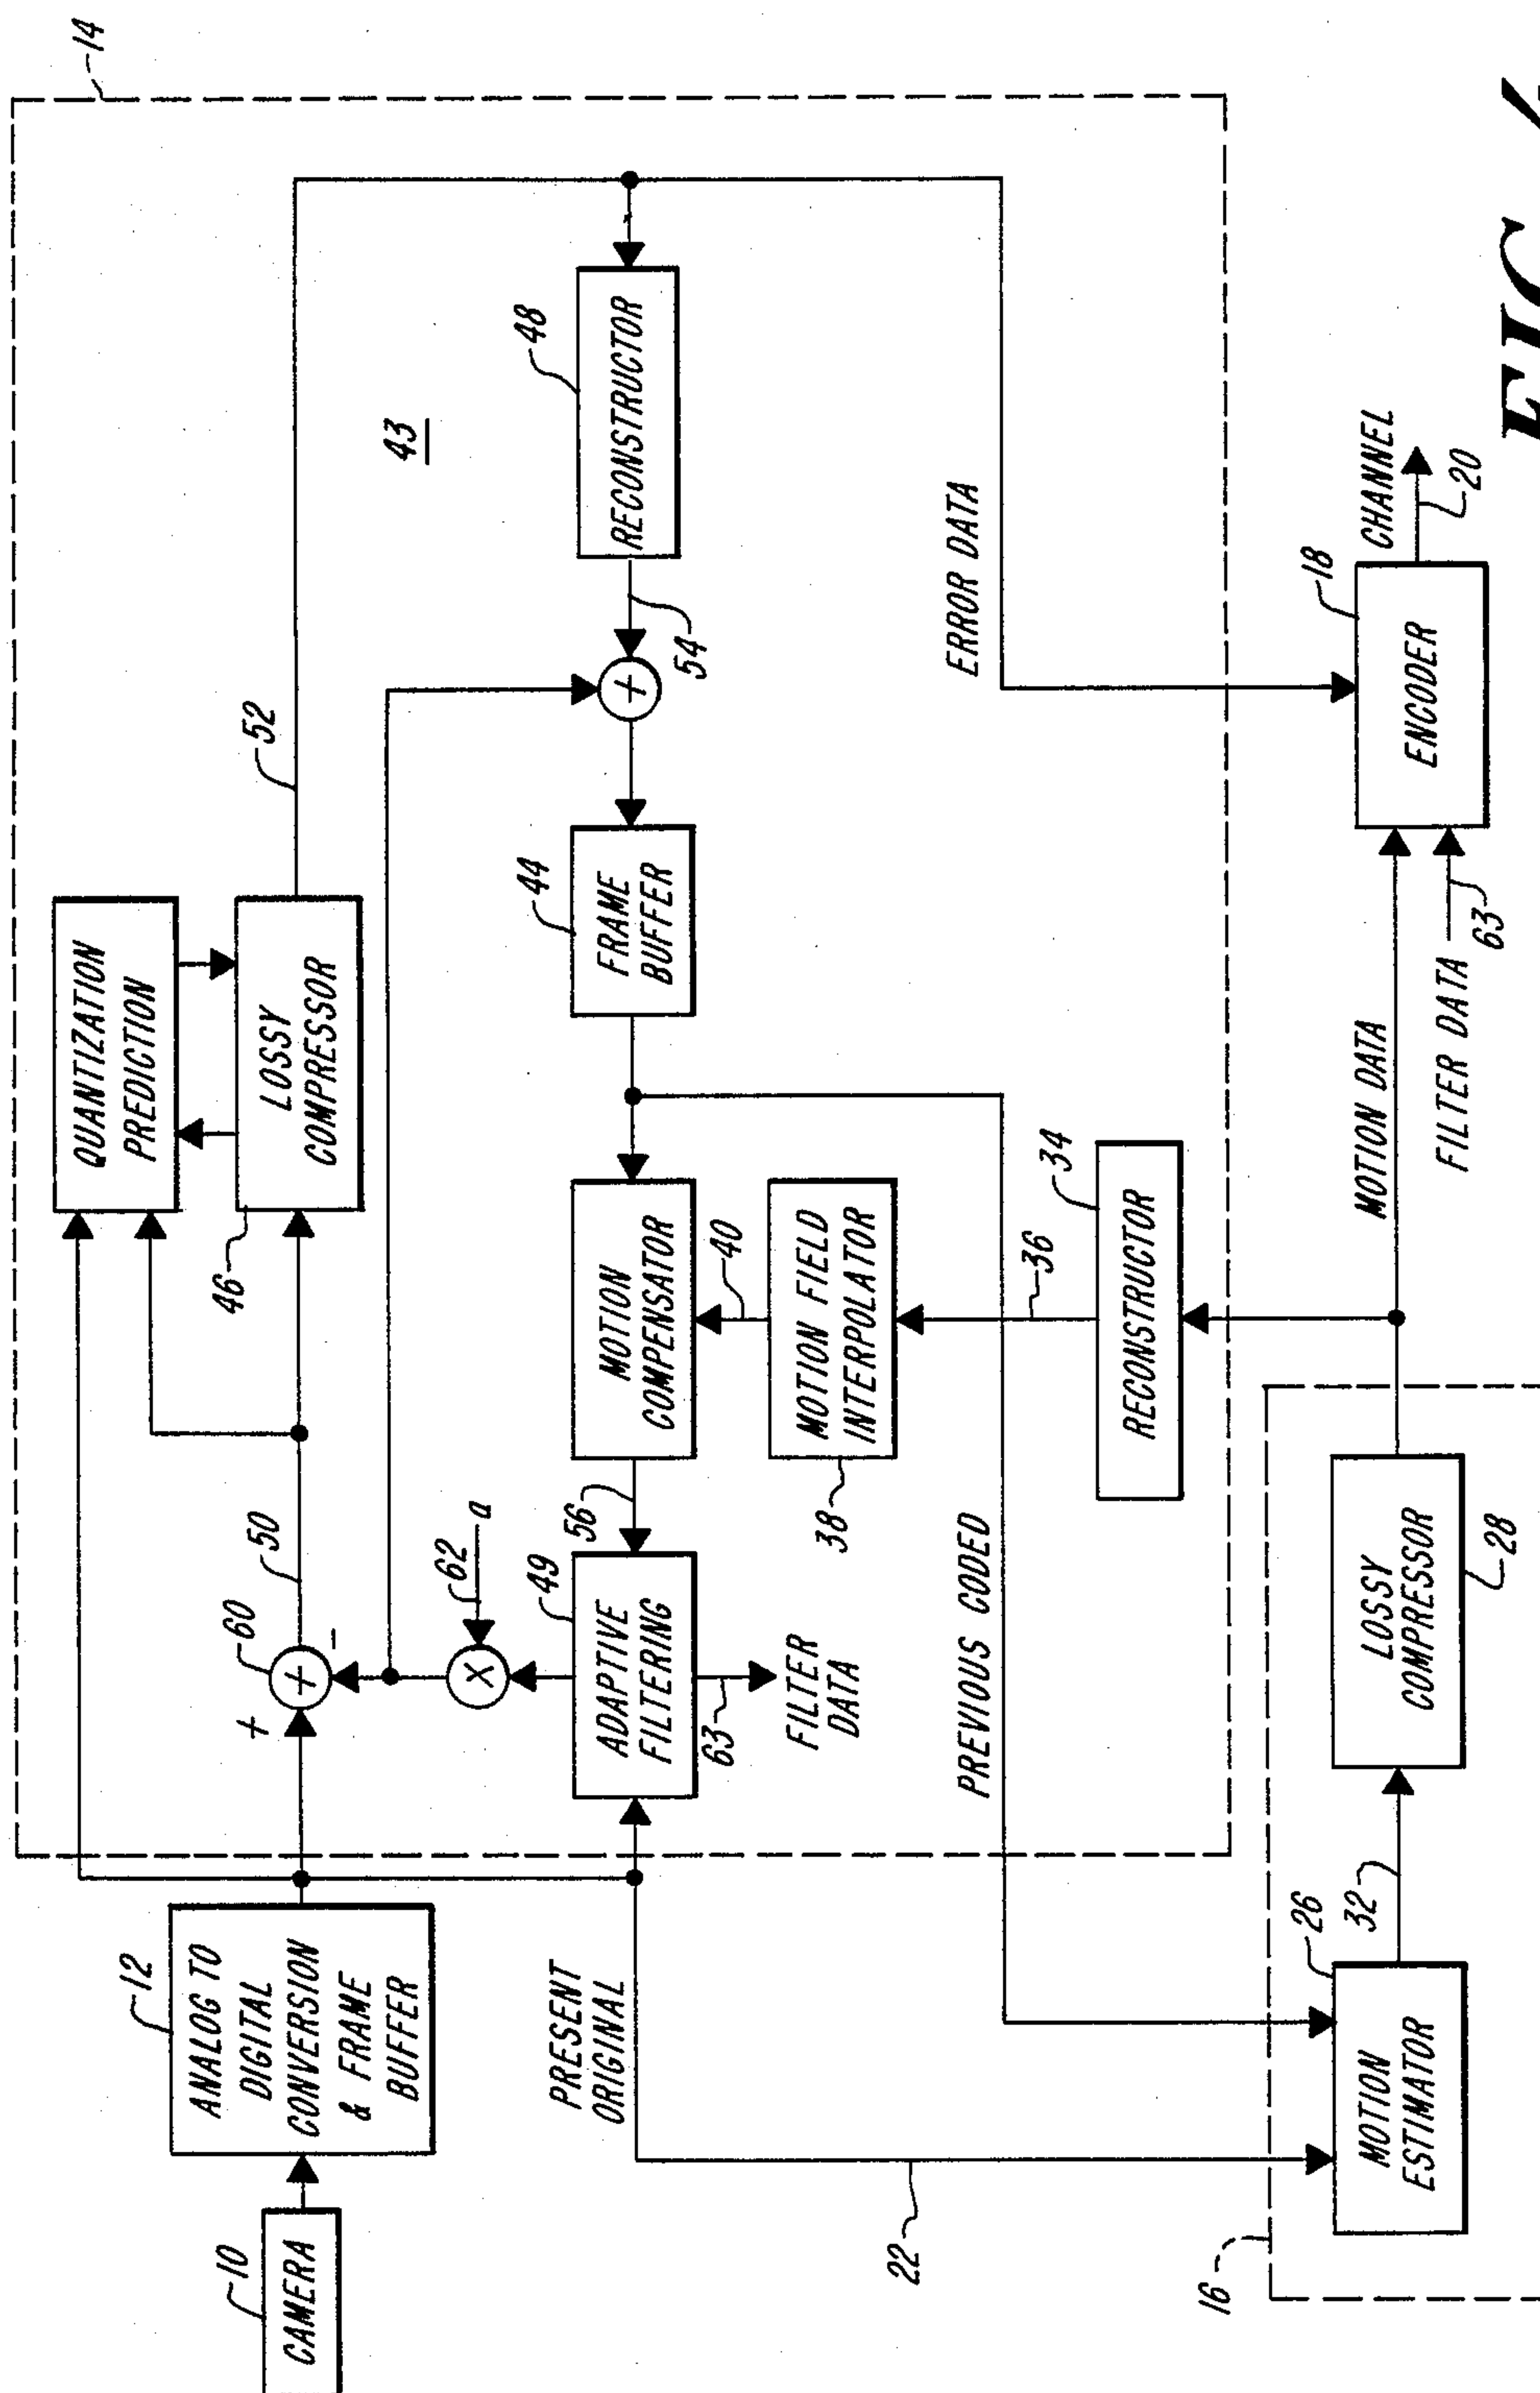 14
QUANTIZATION
PREDICTION
52
LOSSY
COMPRESSOR
46
12
ANALOG TO
DIGITAL
CONVERSION
& FRAME
BUFFER
10
CAMERA
60
+
+
-
50
43
62
a
X
48
RECONSTRUCTOR
54
+
44
FRAME
BUFFER
MOTION
COMPENSATOR
56
49
ADAPTIVE
FILTERING
63
FILTER
DATA
40
MOTION FIELD
INTERPOLATOR
38
36
34
RECONSTRUCTOR
PRESENT
ORIGINAL
22
PREVIOUS CODED
ERROR DATA
16
26
MOTION
ESTIMATOR
32
LOSSY
COMPRESSOR
28
MOTION DATA
FILTER DATA
63
18
ENCODER
CHANNEL
20